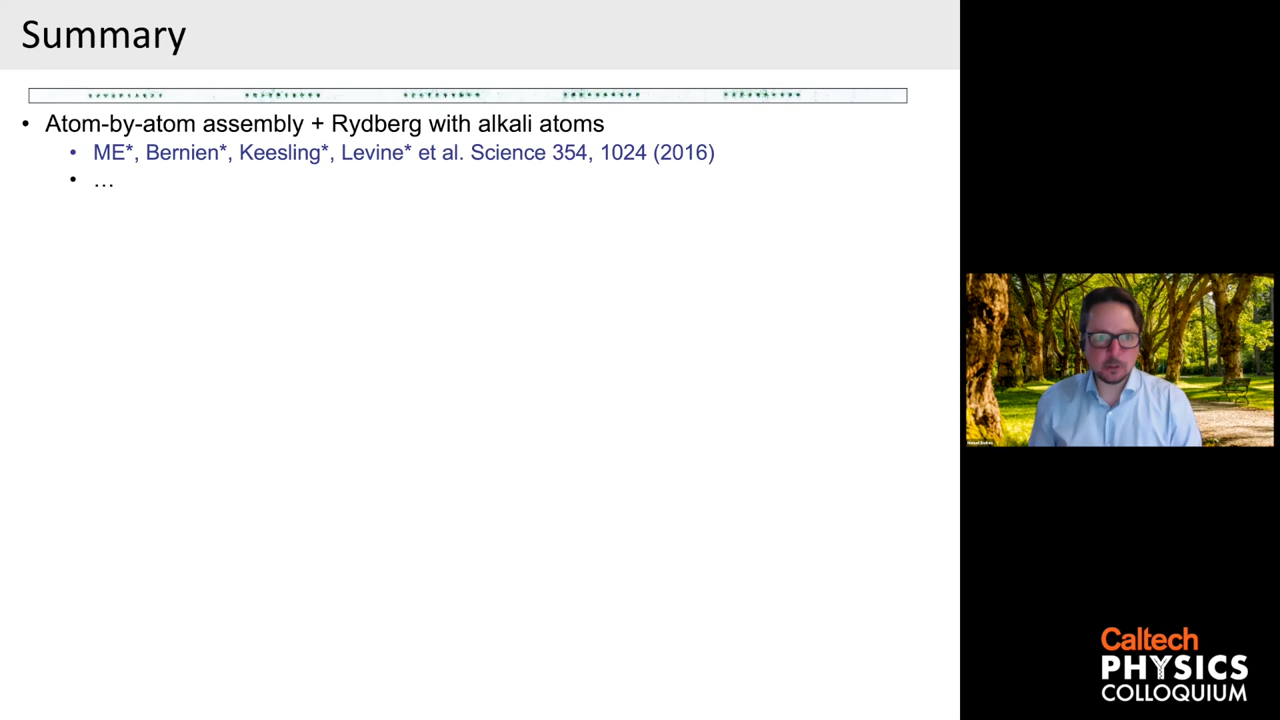 Summary
• Atom-by-atom assembly + Rydberg with alkali atoms
• ME*, Bernien*, Keesling*, Levine* et al. Science 354, 1024 (2016)
• …
Caltech
PHYSICS
COLLOQUIUM